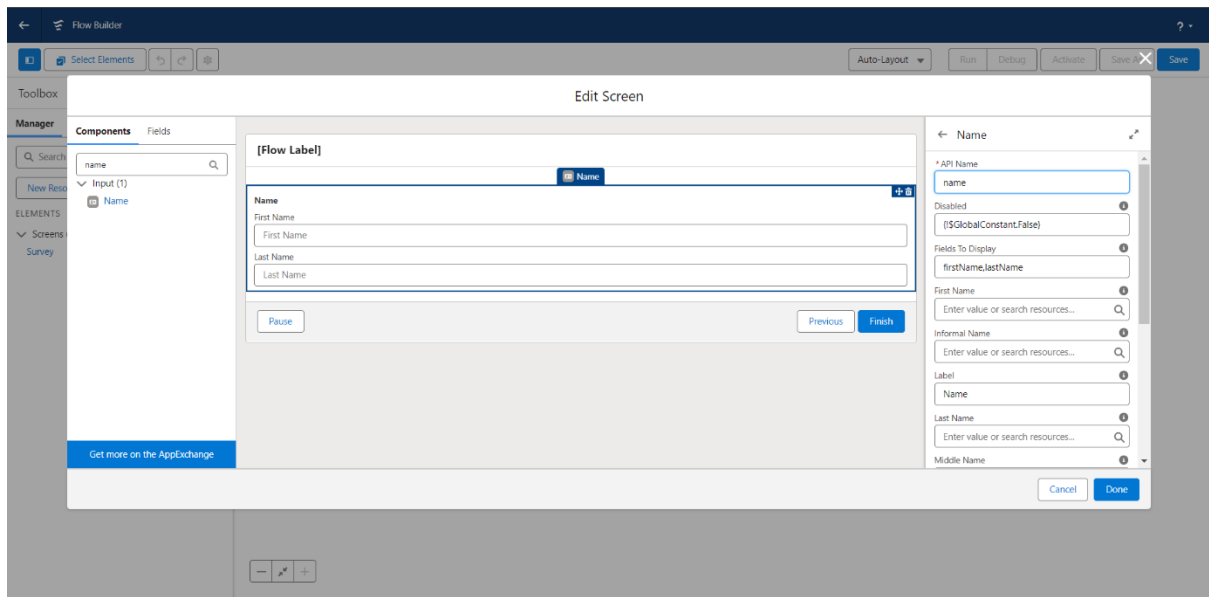 Flow Builder
?
Select Elements
Auto-Layout
Run
Debug
Activate
Save
Toolbox
Manager
Search
New Reso
ELEMENTS
Screens
Survey
Edit Screen
Components Fields
name
Input (1)
Name
Get more on the AppExchange
[Flow Label]
Name
Name
First Name
First Name
Last Name
Last Name
Pause
Previous
Finish
Name
* API Name
name
Disabled
{!$GlobalConstant.False}
Fields To Display
firstName,lastName
First Name
Enter value or search resources...
Informal Name
Enter value or search resources...
Label
Name
Last Name
Enter value or search resources...
Middle Name
Cancel
Done